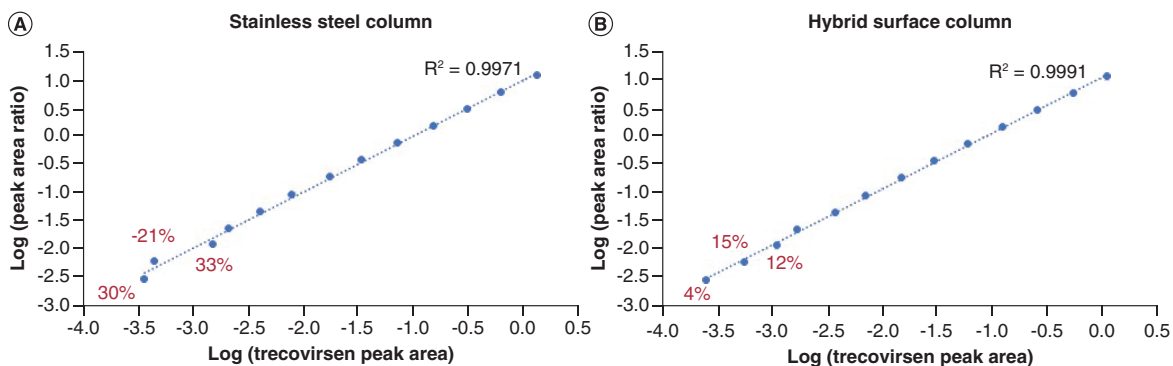 A
Stainless steel column
1.5
1.0
0.5
0.0
-0.5
-1.0
-1.5
-2.0
-2.5
-3.0
Log (peak area ratio)
R² = 0.9971
-21%
33%
30%
-4.0 -3.5 -3.0 -2.5 -2.0 -1.5 -1.0 -0.5 0.0 0.5
Log (trecovirsen peak area)
B
Hybrid surface column
1.5
1.0
0.5
0.0
-0.5
-1.0
-1.5
-2.0
-2.5
-3.0
Log (peak area ratio)
R² = 0.9991
15%
12%
4%
-4.0 -3.5 -3.0 -2.5 -2.0 -1.5 -1.0 -0.5 0.0 0.5
Log (trecovirsen peak area)